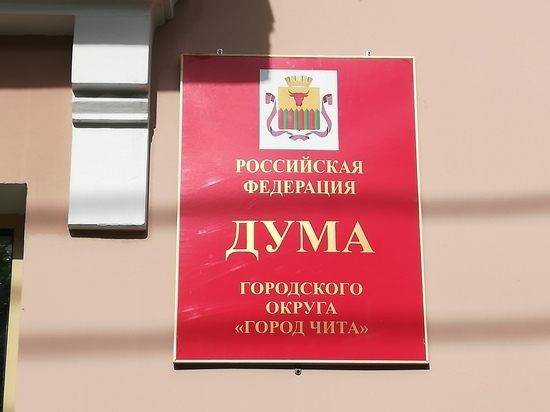 РОССИЙСКАЯ
ФЕДЕРАЦИЯ
ДУМА
ГОРОДСКОГО
ОКРУГА
«ГОРОД ЧИТА»